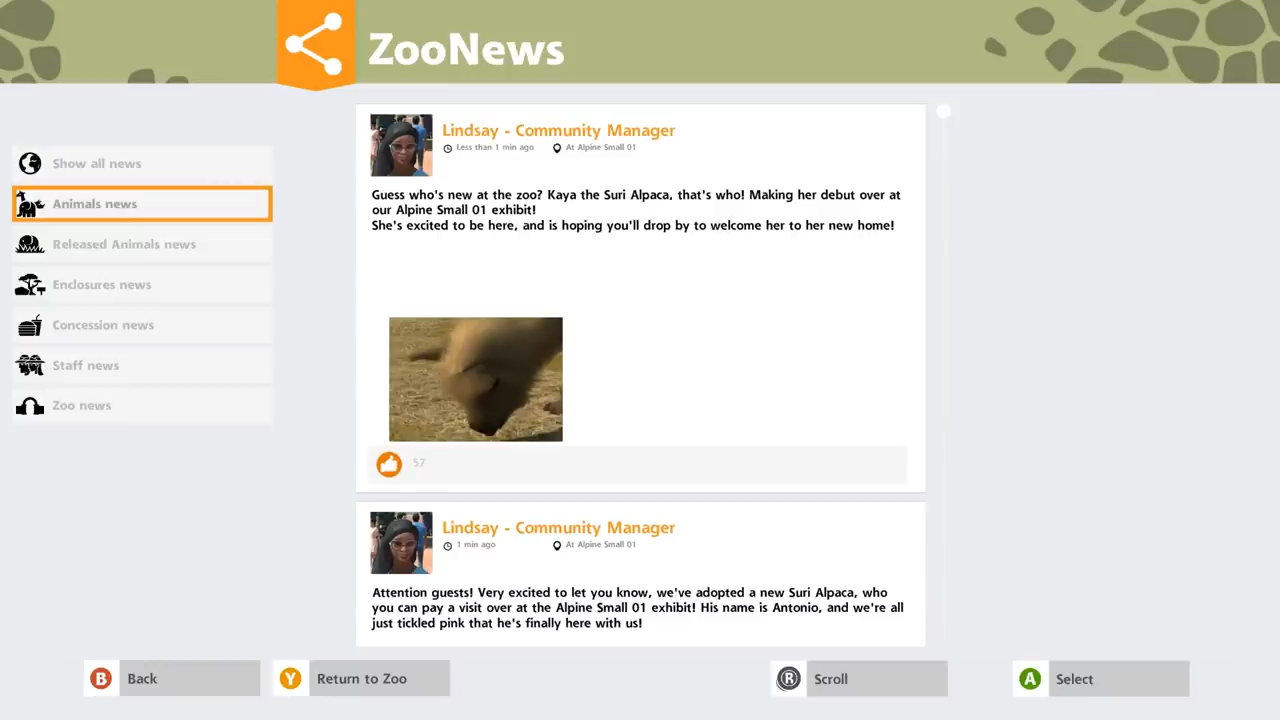 ZooNews
Show all news
Animals news
Released Animals news
Enclosures news
Concession news
Staff news
Zoo news
Lindsay - Community Manager
Less than 1 min ago At Alpine Small 01
Guess who's new at the zoo? Kaya the Suri Alpaca, that's who! Making her debut over at
our Alpine Small 01 exhibit!
She's excited to be here, and is hoping you'll drop by to welcome her to her new home!
57
Lindsay - Community Manager
1 min ago At Alpine Small 01
Attention guests! Very excited to let you know, we've adopted a new Suri Alpaca, who
you can pay a visit over at the Alpine Small 01 exhibit! His name is Antonio, and we're all
just tickled pink that he's finally here with us!
B Back Y Return to Zoo R Scroll A Select